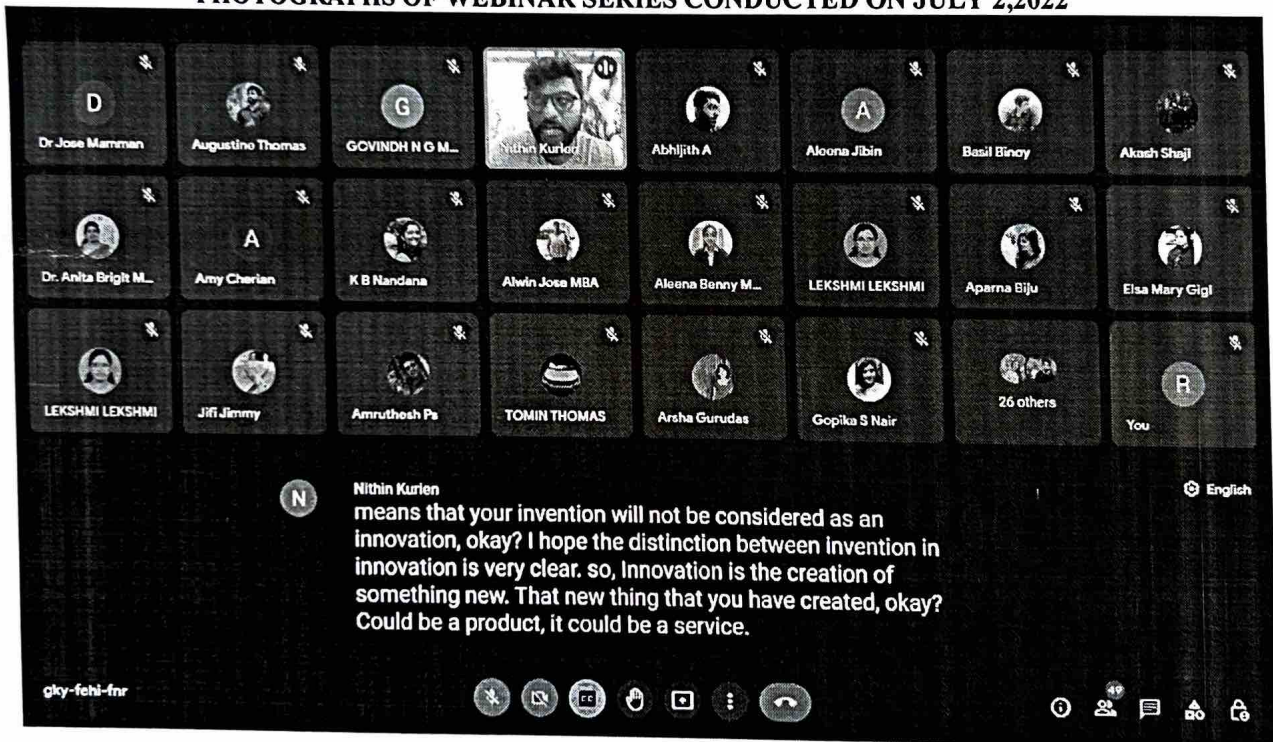 PHOTOGRAPHS OF WEBINAR SERIES CONDUCTED ON JULY 2,2022
D
Dr Jose Mamman
Augustine Thomas
G
GOVINDH N G M...
Nithin Kurien
Abhijith A
A
Aleena Jibin
Basil Binoy
Akash Shaji
Dr. Anita Brigit M...
A
Amy Cherian
K B Nandana
Alwin Jose MBA
Aleena Benny M...
LEKSHMI LEKSHMI
Aparna Biju
Elsa Mary Gigi
LEKSHMI LEKSHMI
Jifi Jimmy
Amruthesh Ps
TOMIN THOMAS
Arsha Gurudas
Gopika S Nair
26 others
R
You
N
Nithin Kurien
English
means that your invention will not be considered as an
innovation, okay? I hope the distinction between invention in
innovation is very clear. so, Innovation is the creation of
something new. That new thing that you have created, okay?
Could be a product, it could be a service.
gky-fehi-fnr
CC
49